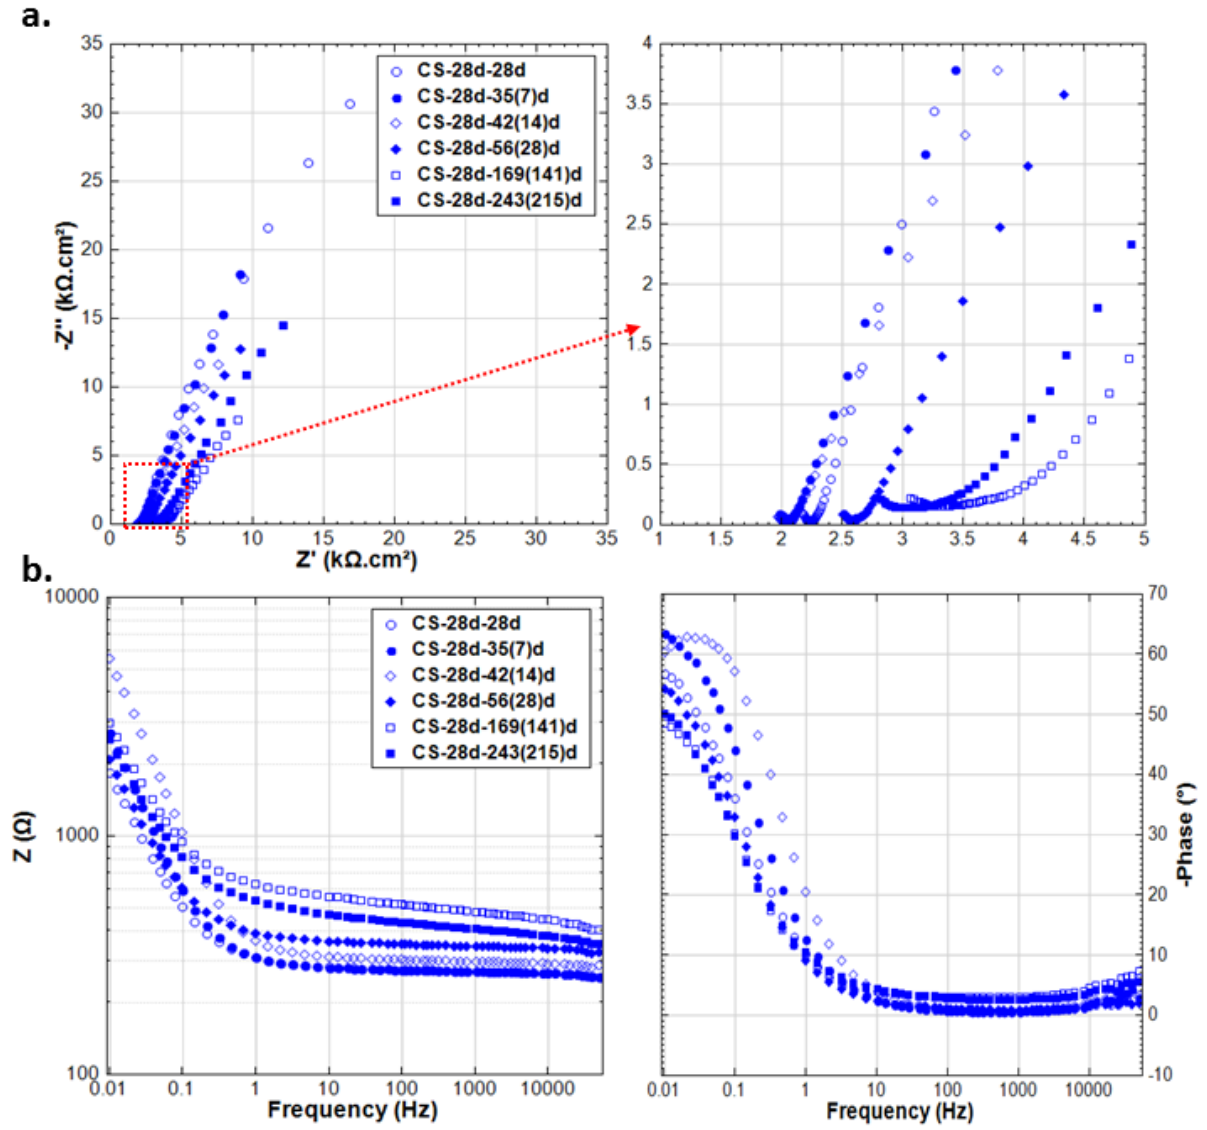 a.
35
30
25
20
15
10
5
0
-Z'' (kΩ.cm²)
CS-28d-28d
CS-28d-35(7)d
CS-28d-42(14)d
CS-28d-56(28)d
CS-28d-169(141)d
CS-28d-243(215)d
0 5 10 15 20 25 30 35
Z' (kΩ.cm²)
4
3.5
3
2.5
2
1.5
1
0.5
0
1 1.5 2 2.5 3 3.5 4 4.5 5
b.
10000
1000
100
Z (Ω)
CS-28d-28d
CS-28d-35(7)d
CS-28d-42(14)d
CS-28d-56(28)d
CS-28d-169(141)d
CS-28d-243(215)d
0.01 0.1 1 10 100 1000 10000
Frequency (Hz)
70
60
50
40
30
20
10
0
-10
-Phase (°)
0.01 0.1 1 10 100 1000 10000
Frequency (Hz)